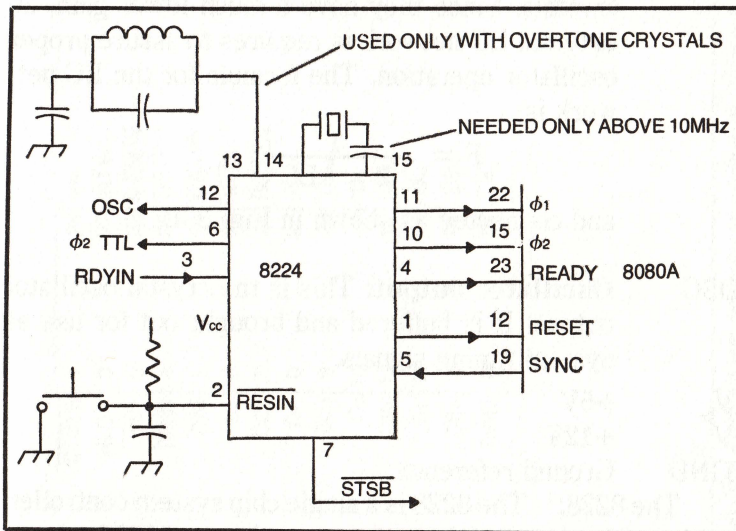 USED ONLY WITH OVERTONE CRYSTALS
NEEDED ONLY ABOVE 10MHz
13 14 15
OSC 12 11 22 ϕ1
ϕ2 TTL 6 10 15 ϕ2
RDYIN 3 8224 4 23 READY 8080A
Vcc 1 12 RESET
5 19 SYNC
2 RESIN
7
STSB